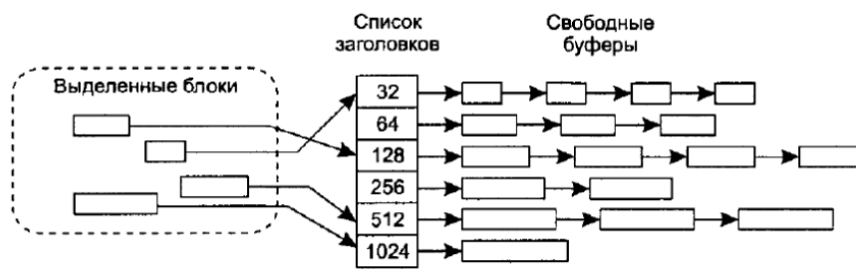 Список
заголовков
Свободные
буферы
Выделенные блоки
32
64
128
256
512
1024